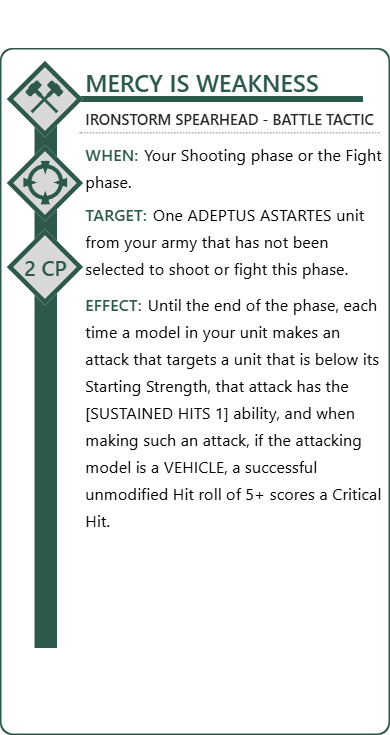 MERCY IS WEAKNESS
IRONSTORM SPEARHEAD - BATTLE TACTIC
WHEN: Your Shooting phase or the Fight
phase.
TARGET: One ADEPTUS ASTARTES unit
from your army that has not been
selected to shoot or fight this phase.
2 CP
EFFECT: Until the end of the phase, each
time a model in your unit makes an
attack that targets a unit that is below its
Starting Strength, that attack has the
[SUSTAINED HITS 1] ability, and when
making such an attack, if the attacking
model is a VEHICLE, a successful
unmodified Hit roll of 5+ scores a Critical
Hit.